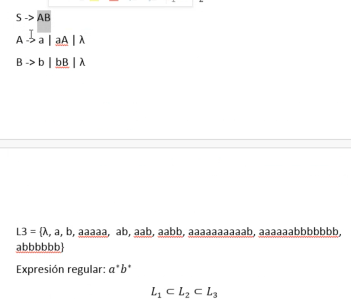 S -> AB
A -> a | aA | λ
B -> b | bB | λ
L3 = {λ, a, b, aaaaa, ab, aab, aabb, aaaaaaaaaab, aaaaaabbbbbbb,
abbbbbb}
Expresión regular: a*b*
L₁ ⊂ L₂ ⊂ L₃